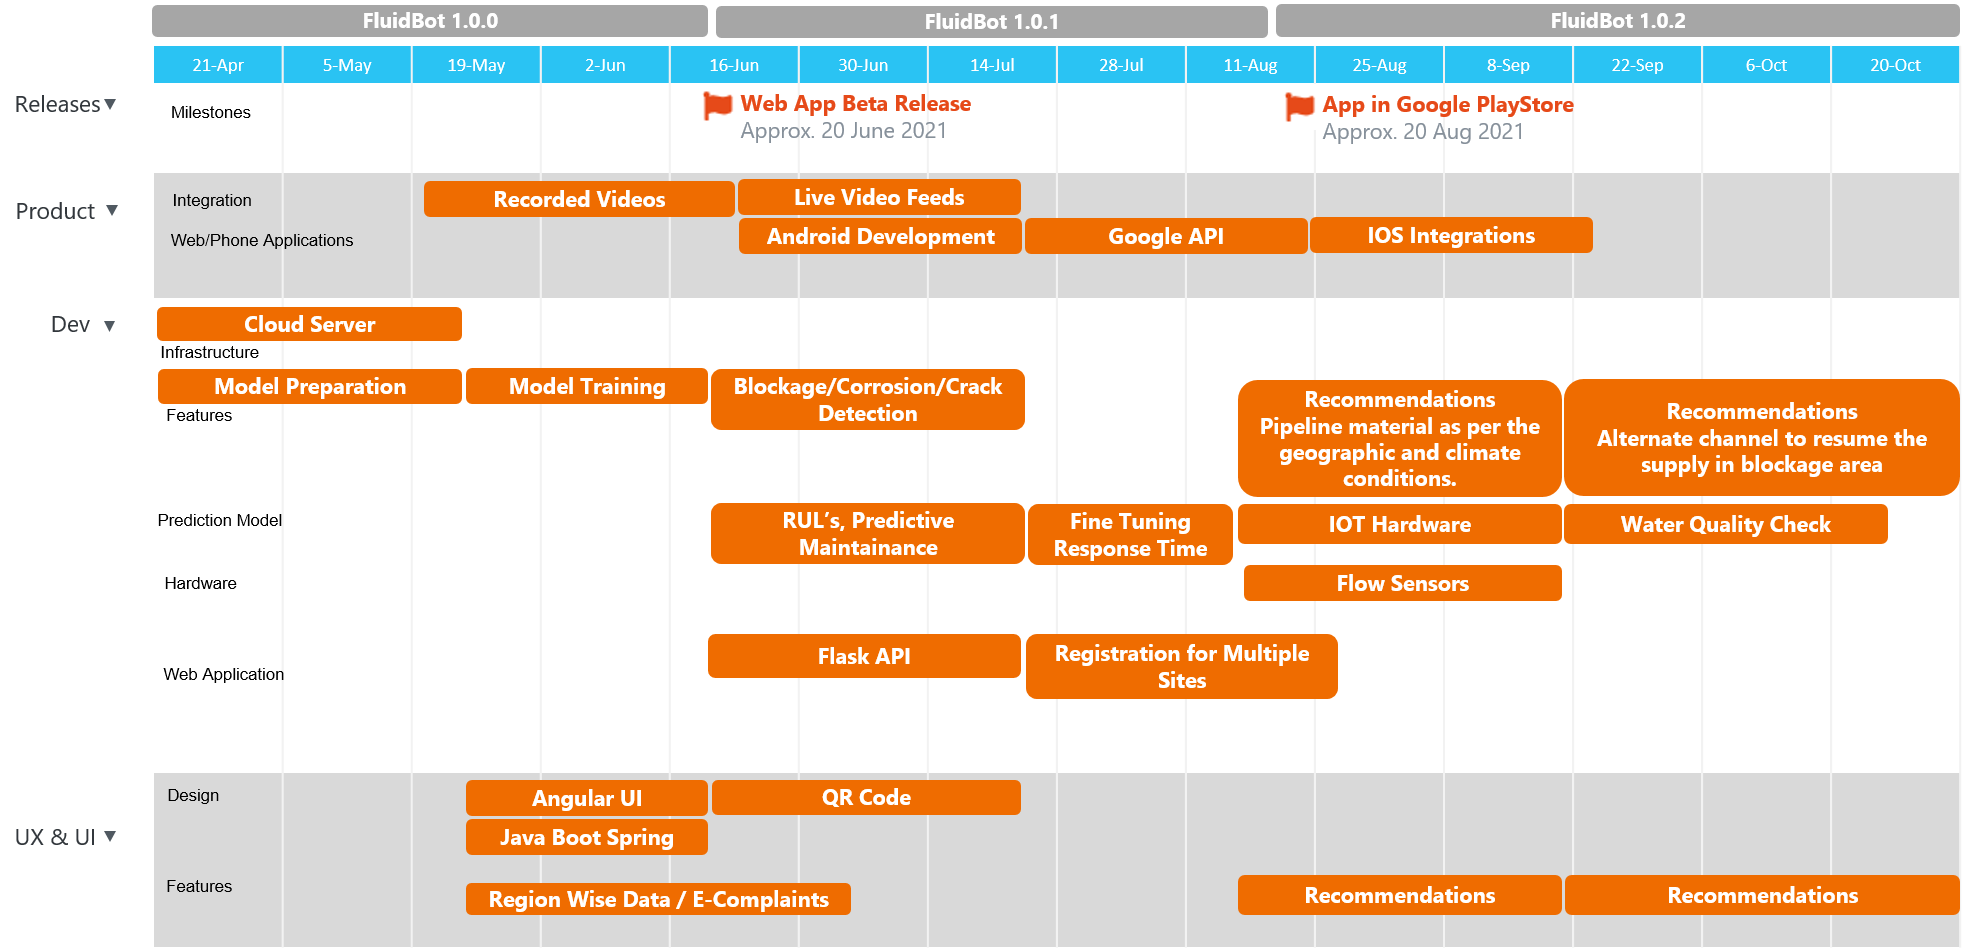 FluidBot 1.0.0
FluidBot 1.0.1
FluidBot 1.0.2
21-Apr
5-May
19-May
2-Jun
16-Jun
30-Jun
14-Jul
28-Jul
11-Aug
25-Aug
8-Sep
22-Sep
6-Oct
20-Oct
Releases
Milestones
Web App Beta Release
Approx. 20 June 2021
App in Google PlayStore
Approx. 20 Aug 2021
Product
Integration
Recorded Videos
Live Video Feeds
Web/Phone Applications
Android Development
Google API
IOS Integrations
Dev
Cloud Server
Infrastructure
Model Preparation
Model Training
Blockage/Corrosion/Crack
Detection
Features
Recommendations
Pipeline material as per the
geographic and climate
conditions.
Recommendations
Alternate channel to resume the
supply in blockage area
Prediction Model
RUL’s, Predictive
Maintainance
Fine Tuning
Response Time
IOT Hardware
Water Quality Check
Hardware
Flow Sensors
Web Application
Flask API
Registration for Multiple
Sites
UX & UI
Design
Angular UI
QR Code
Java Boot Spring
Features
Region Wise Data / E-Complaints
Recommendations
Recommendations